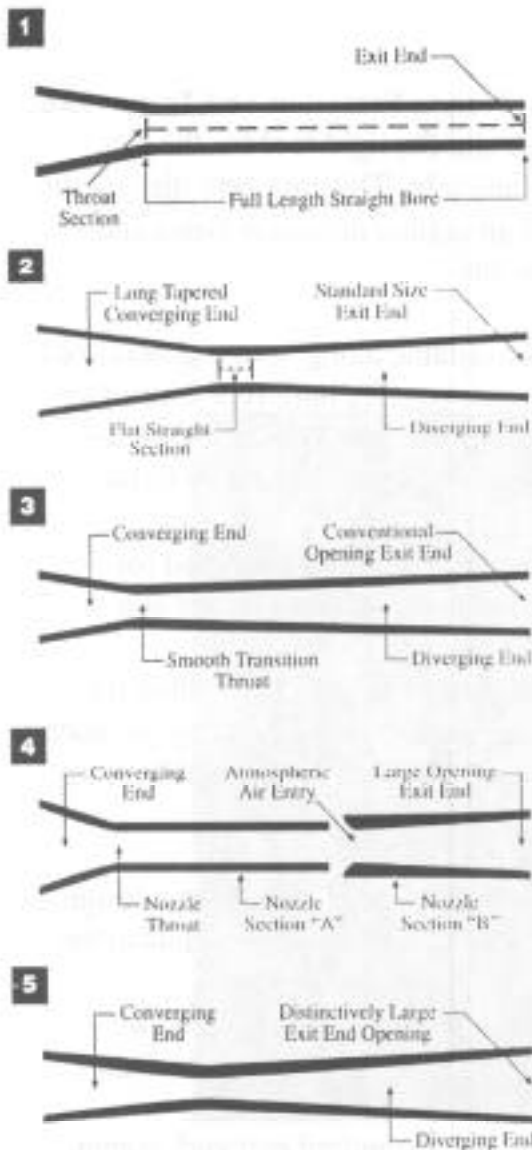 1
Exit End
Throat
Section
Full Length Straight Bore
2
Long Tapered
Converging End
Standard Size
Exit End
Flat Straight
Section
Diverging End
3
Converging End
Conventional
Opening Exit End
Smooth Transition
Throat
Diverging End
4
Converging
End
Atmospheric
Air Entry
Large Opening
Exit End
Nozzle
Throat
Nozzle
Section "A"
Nozzle
Section "B"
5
Converging
End
Distinctively Large
Exit End Opening
Diverging End